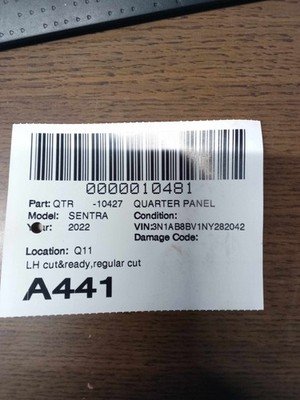 0000010481
Part: QTR -10427 QUARTER PANEL
Model: SENTRA Condition:
Year: 2022 VIN:3N1AB8BV1NY282042
Damage Code:
Location: Q11
LH cut&ready,regular cut
A441